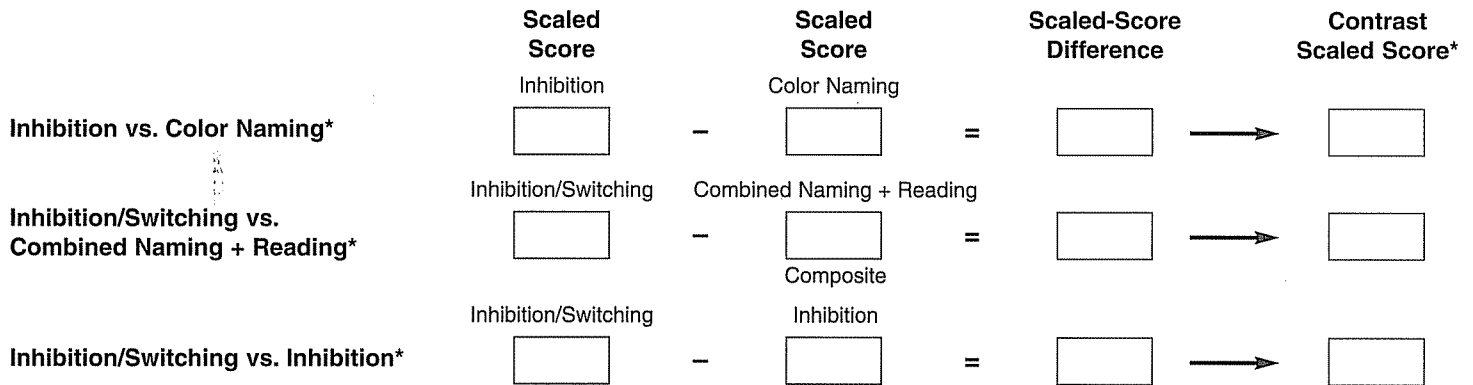 Scaled Score Scaled Score Scaled-Score Difference Contrast Scaled Score*
Inhibition Color Naming
Inhibition vs. Color Naming* – = 
Inhibition/Switching Combined Naming + Reading
Inhibition/Switching vs.
Combined Naming + Reading* – =
Composite
Inhibition/Switching Inhibition
Inhibition/Switching vs. Inhibition* – =